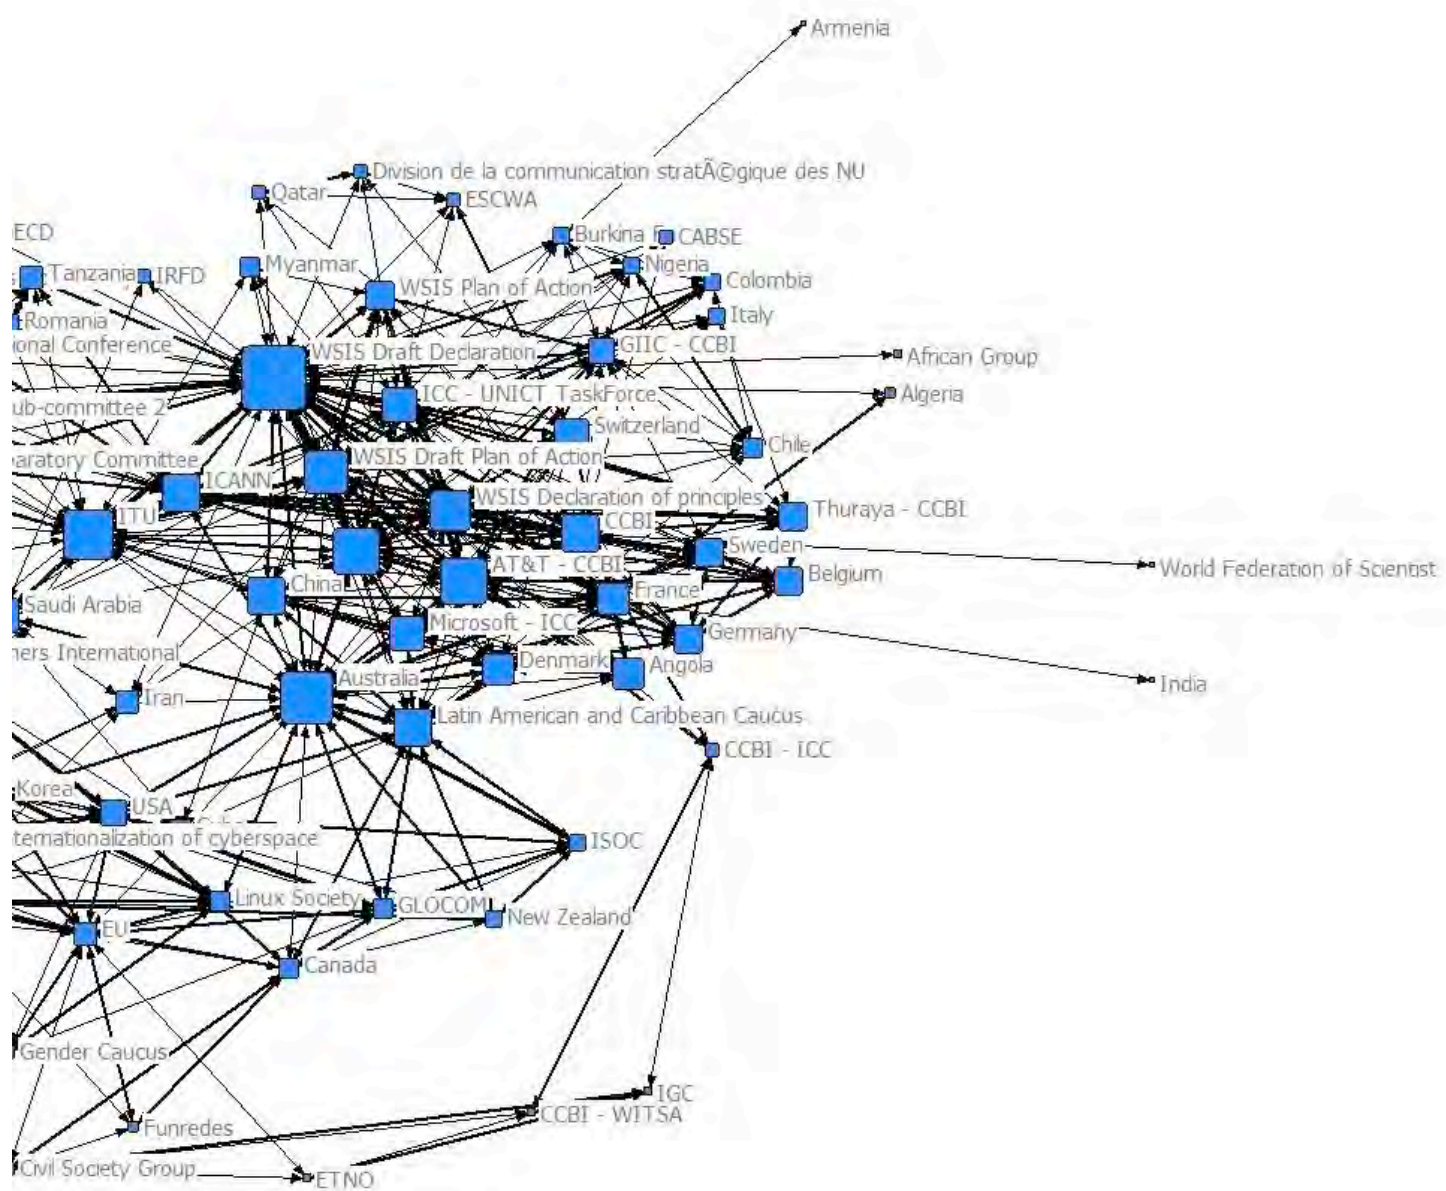 Armenia
Division de la communication stratÃ©gique des NU
Qatar
ESCWA
ECD
Burkina F
CABSE
Tanzania
IRFD
Myanmar
Nigeria
Colombia
WSIS Plan of Action
Romania
Italy
ional Conference
WSIS Draft Declaration
GIIC - CCBI
African Group
ICC - UNICT TaskForce
Algeria
ub-committee 2
Switzerland
Chile
aratory Committee
WSIS Draft Plan of Action
ICANN
WSIS Declaration of principles
Thuraya - CCBI
ITU
CCBI
Sweden
World Federation of Scientist
AT&T - CCBI
Belgium
China
France
Saudi Arabia
Microsoft - ICC
Germany
ners International
Denmark
Angola
Australia
India
Iran
Latin American and Caribbean Caucus
CCBI - ICC
Korea
USA
ternationalization of cyberspace
ISOC
Linux Society
GLOCOM
New Zealand
EU
Canada
Gender Caucus
IGC
CCBI - WITSA
Funredes
Civil Society Group
ETNO